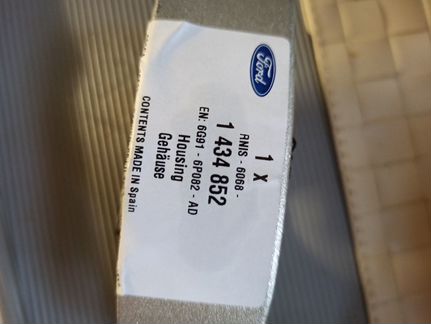 Ford
1 X
RNIS - 6068 -
1 434 852
EN: 6G91 - 6P082 - AD
Housing
Gehäuse
CONTENTS MADE IN Spain